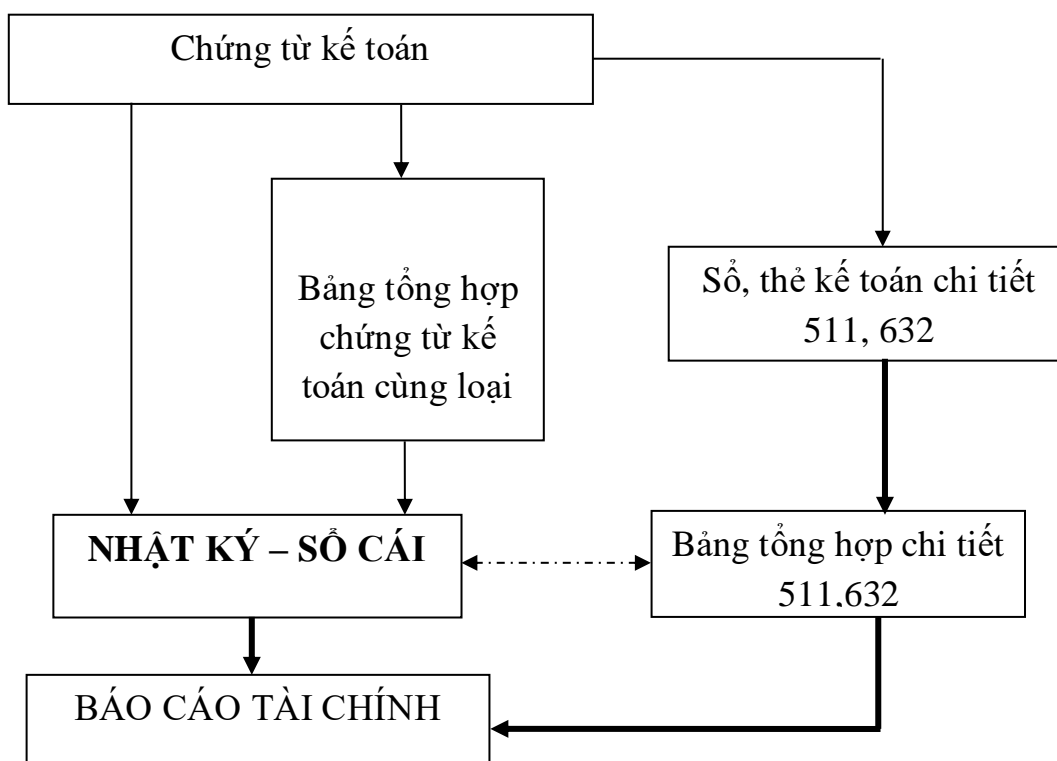 Chứng từ kế toán
Bảng tổng hợp
chứng từ kế
toán cùng loại
Sổ, thẻ kế toán chi tiết
511, 632
NHẬT KÝ – SỔ CÁI
Bảng tổng hợp chi tiết
511,632
BÁO CÁO TÀI CHÍNH